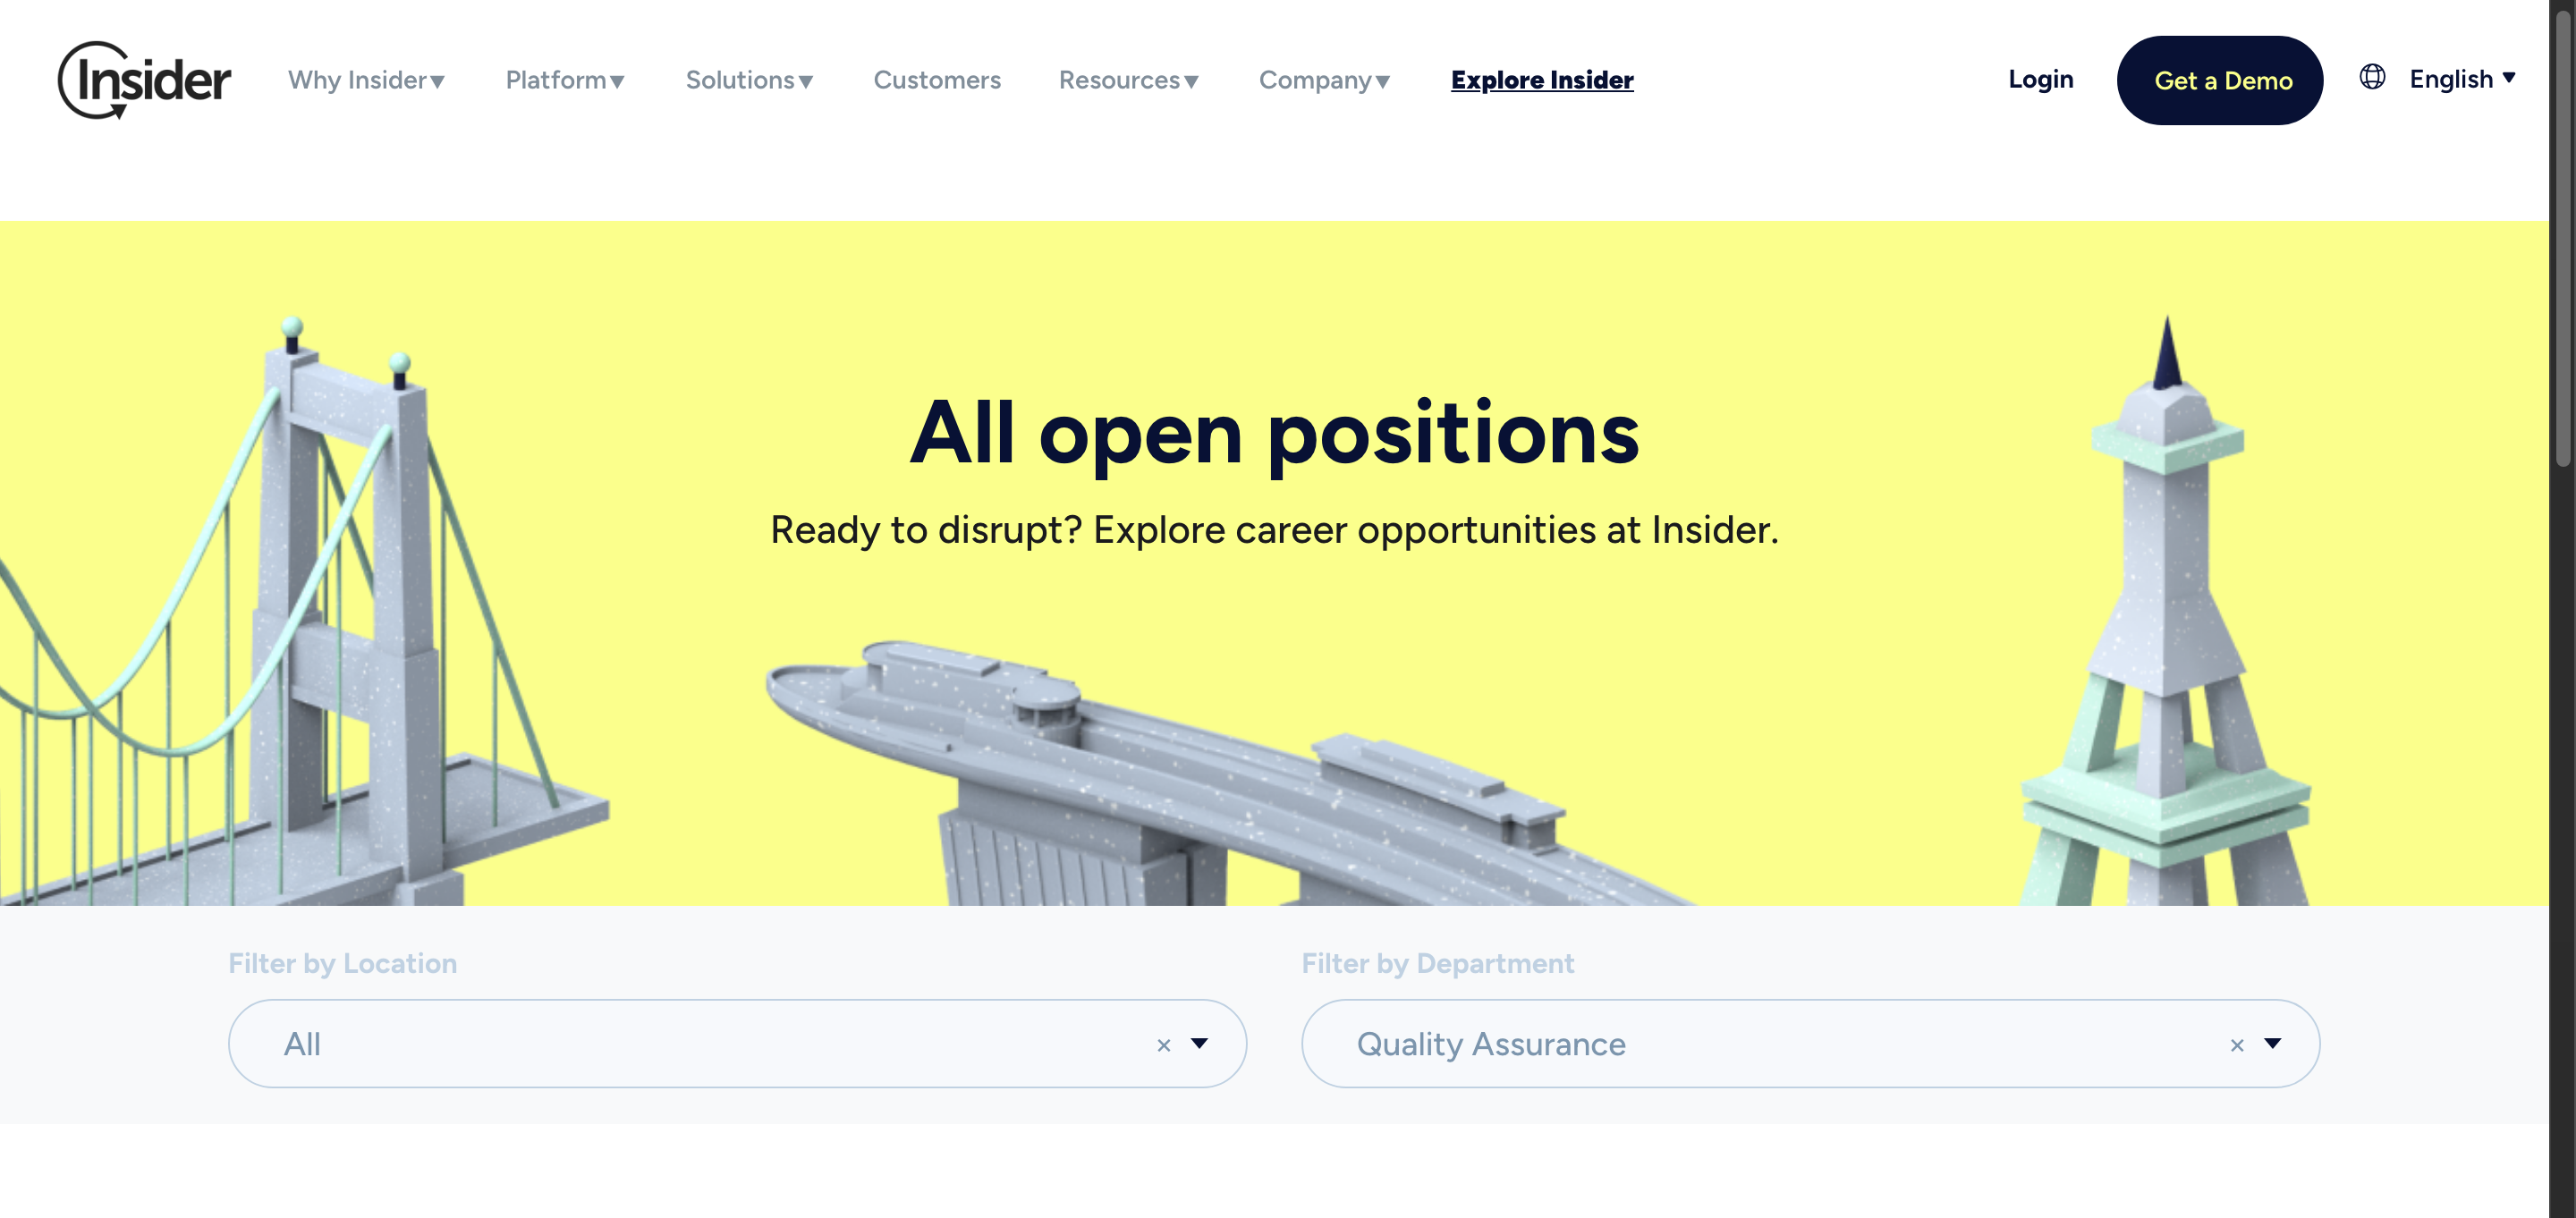 Insider
Why Insider
Platform
Solutions
Customers
Resources
Company
Explore Insider
Login
Get a Demo
English
All open positions
Ready to disrupt? Explore career opportunities at Insider.
Filter by Location
Filter by Department
All ×
Quality Assurance ×